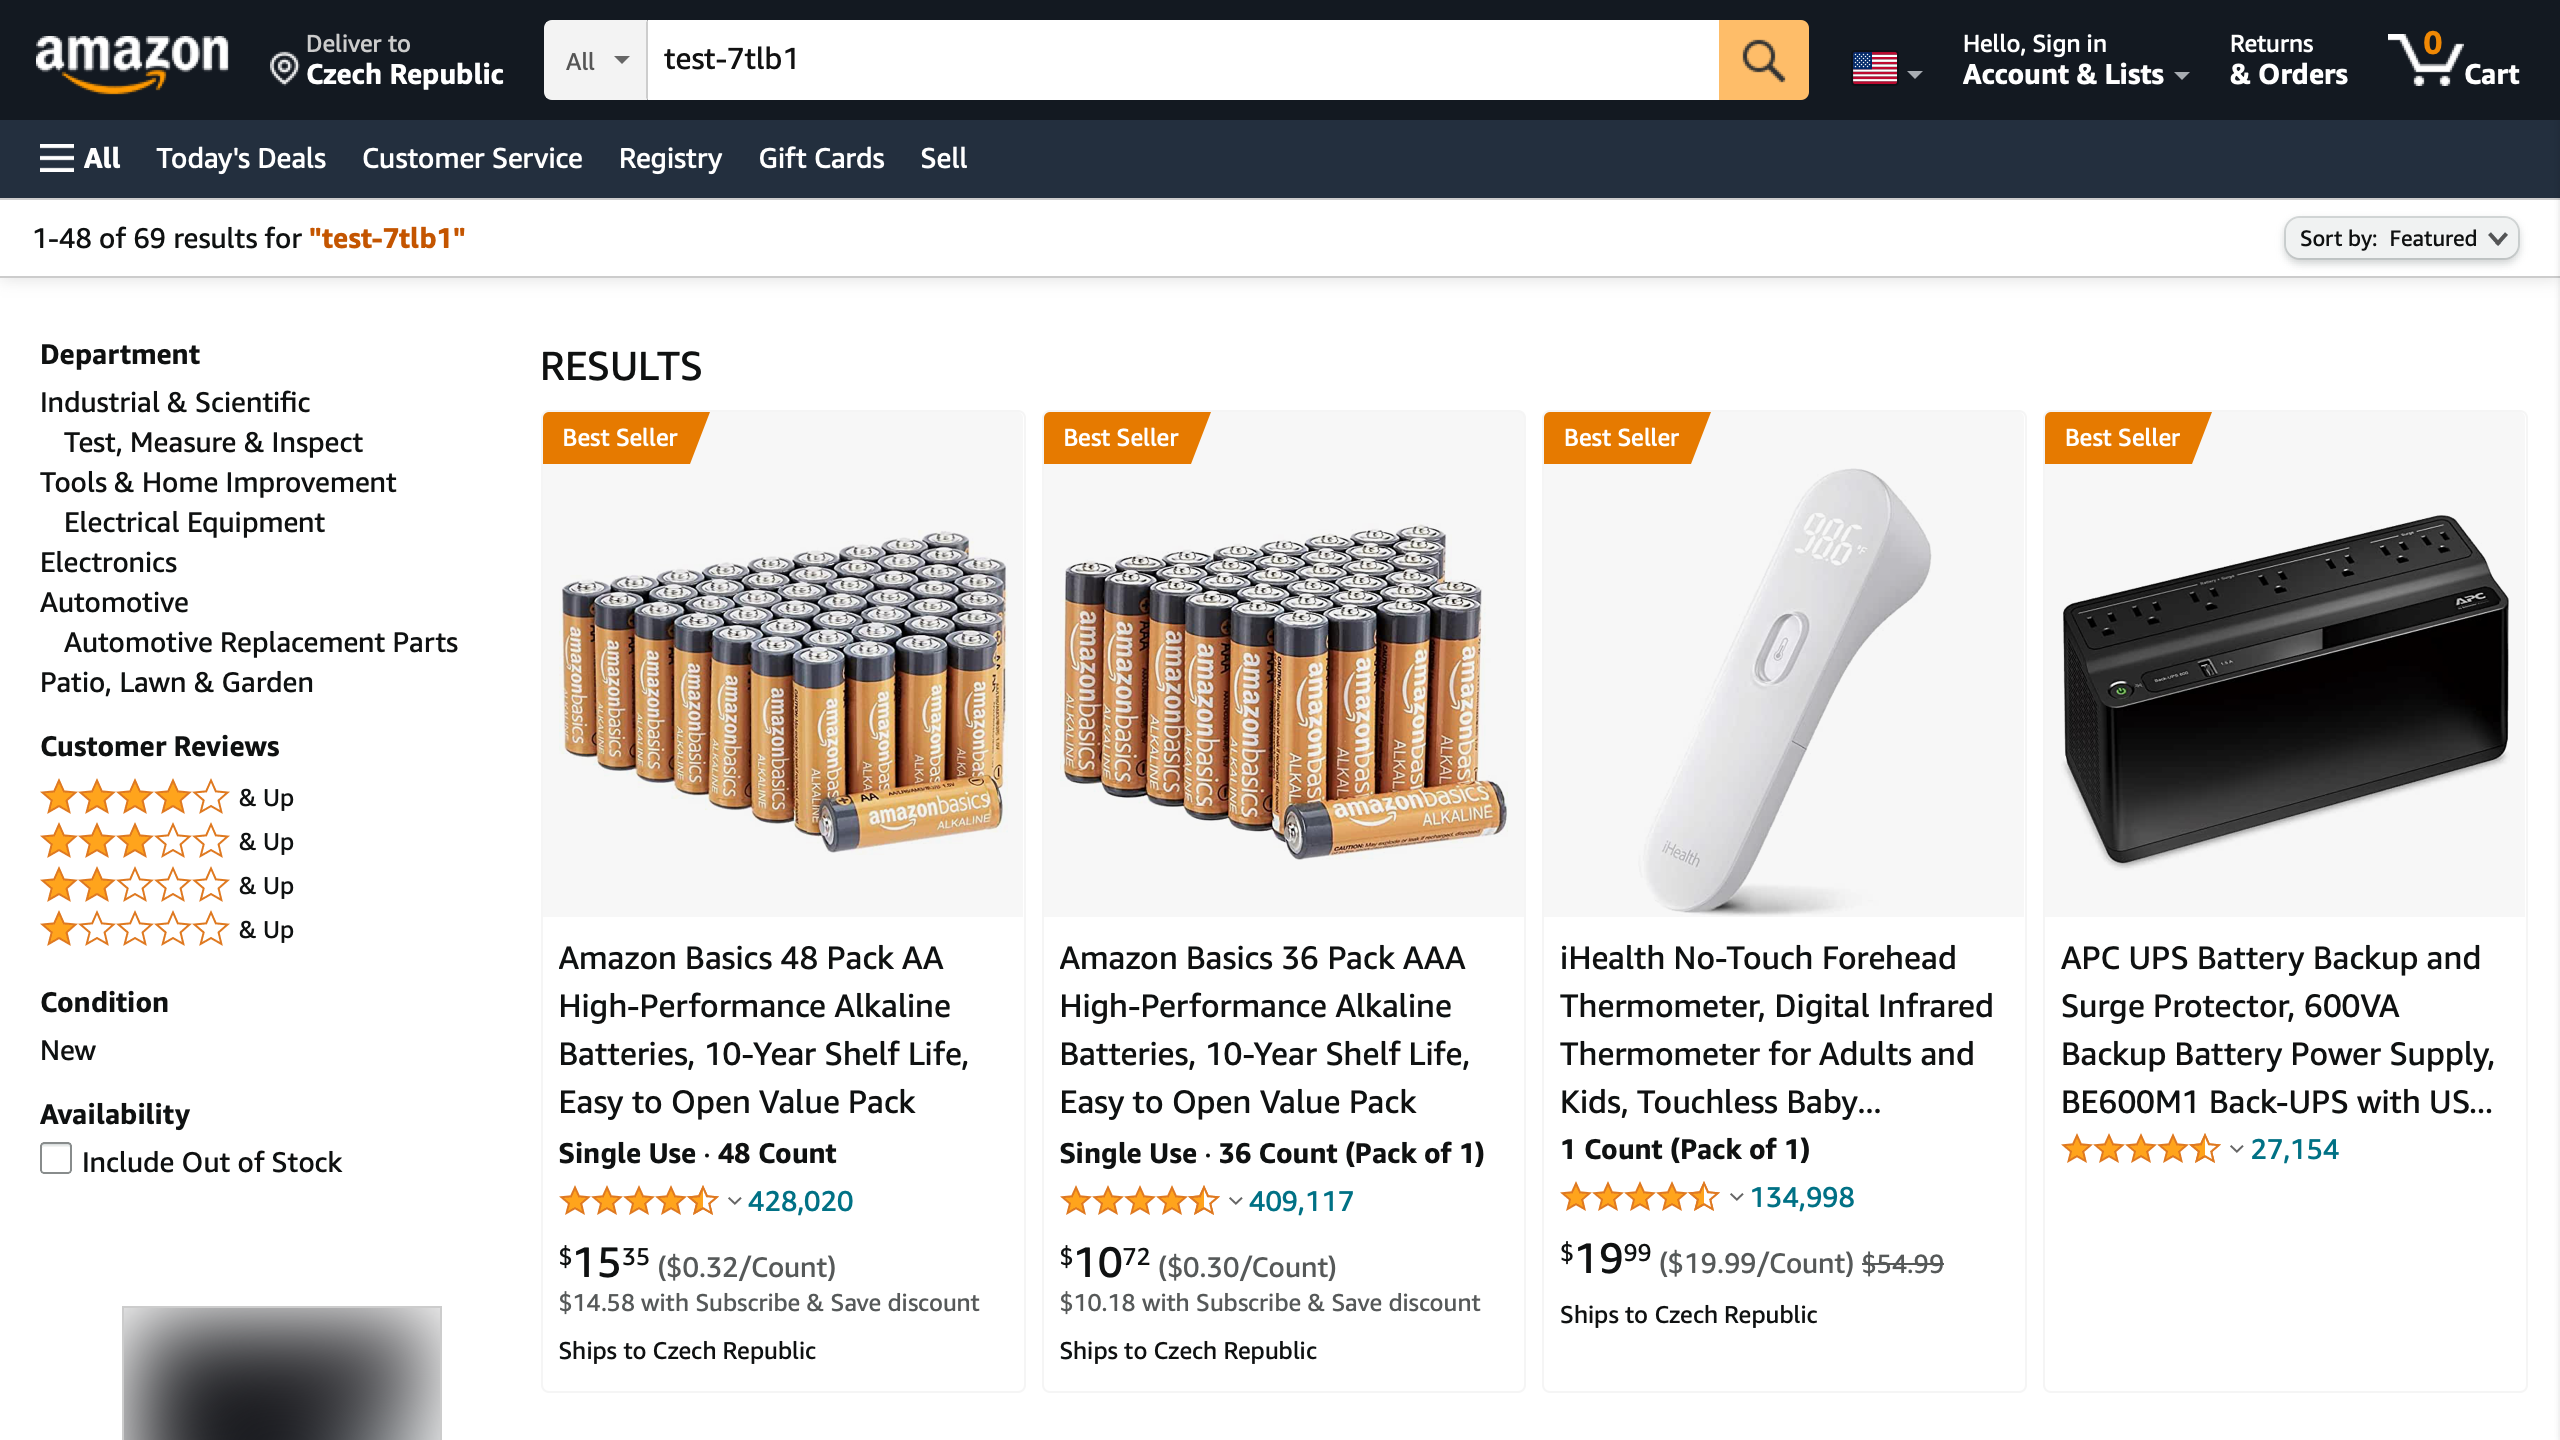 amazon
Deliver to
Czech Republic
All
test-7tlb1
Hello, Sign in
Account & Lists
Returns
& Orders
0
Cart
All
Today's Deals
Customer Service
Registry
Gift Cards
Sell
1-48 of 69 results for "test-7tlb1"
Sort by: Featured
Department
Industrial & Scientific
Test, Measure & Inspect
Tools & Home Improvement
Electrical Equipment
Electronics
Automotive
Automotive Replacement Parts
Patio, Lawn & Garden
Customer Reviews
& Up
& Up
& Up
& Up
Condition
New
Availability
Include Out of Stock
RESULTS
Best Seller
amazonbasics
ALKALINE
AA
Amazon Basics 48 Pack AA
High-Performance Alkaline
Batteries, 10-Year Shelf Life,
Easy to Open Value Pack
Single Use · 48 Count
428,020
$15 35 ($0.32/Count)
$14.58 with Subscribe & Save discount
Ships to Czech Republic
Best Seller
amazonbasics
ALKALINE
Amazon Basics 36 Pack AAA
High-Performance Alkaline
Batteries, 10-Year Shelf Life,
Easy to Open Value Pack
Single Use · 36 Count (Pack of 1)
409,117
$10 72 ($0.30/Count)
$10.18 with Subscribe & Save discount
Ships to Czech Republic
Best Seller
iHealth
iHealth No-Touch Forehead
Thermometer, Digital Infrared
Thermometer for Adults and
Kids, Touchless Baby...
1 Count (Pack of 1)
134,998
$19 99 ($19.99/Count) $54.99
Ships to Czech Republic
Best Seller
APC
APC UPS Battery Backup and
Surge Protector, 600VA
Backup Battery Power Supply,
BE600M1 Back-UPS with US...
27,154